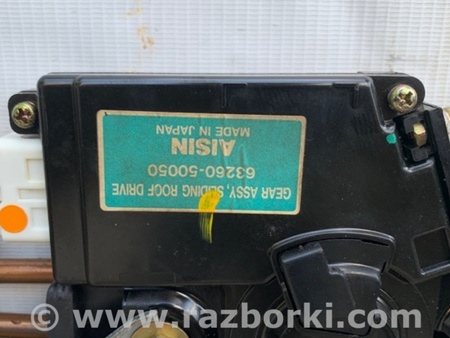 GEAR ASSY, SLIDING ROOF DRIVE
63260-50050
AISIN
MADE IN JAPAN
www.razborki.com